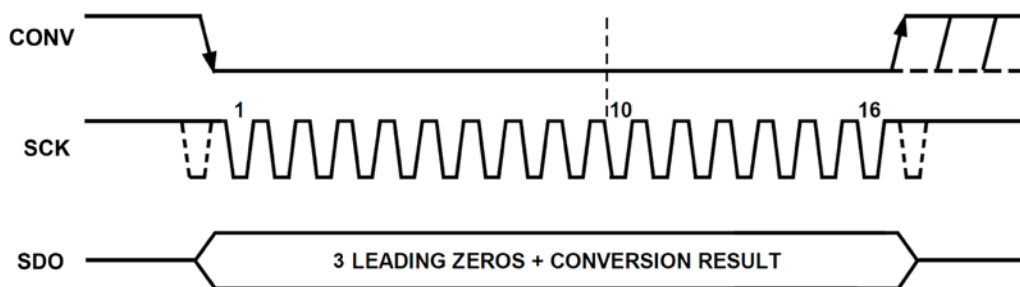 CONV
1
10
16
SCK
SDO
3 LEADING ZEROS + CONVERSION RESULT